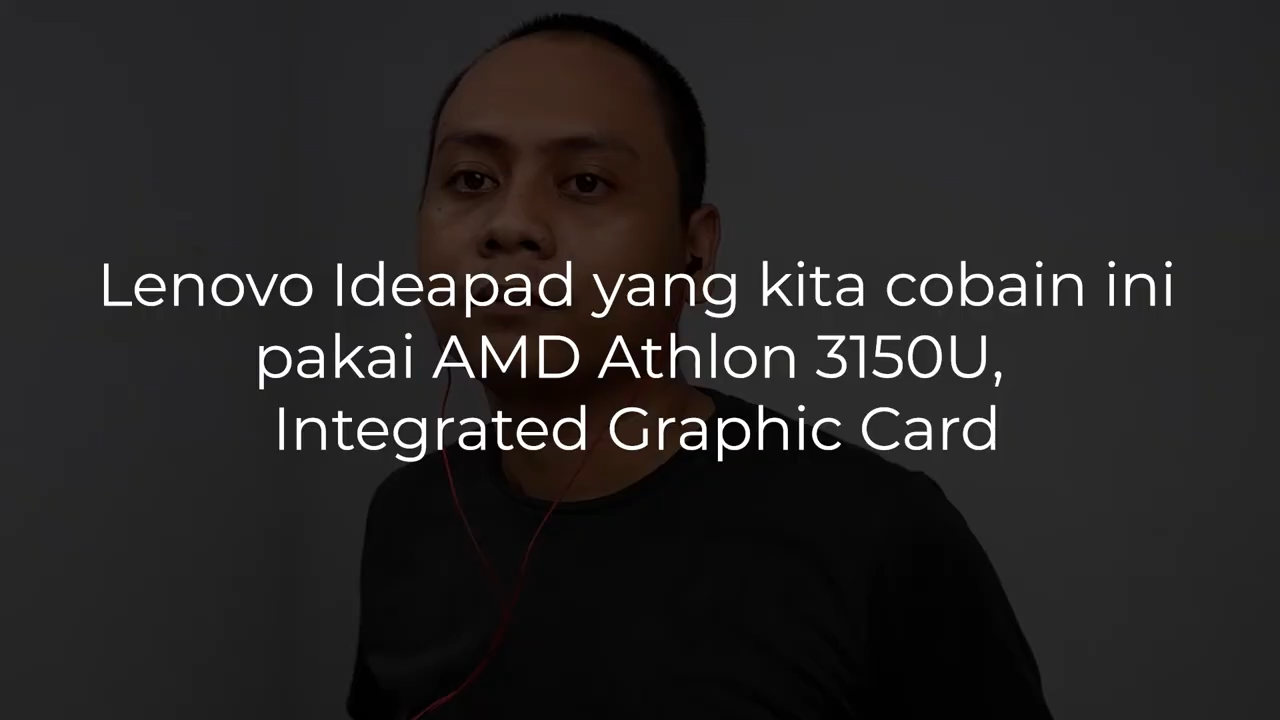 Lenovo Ideapad yang kita cobain ini
pakai AMD Athlon 3150U,
Integrated Graphic Card